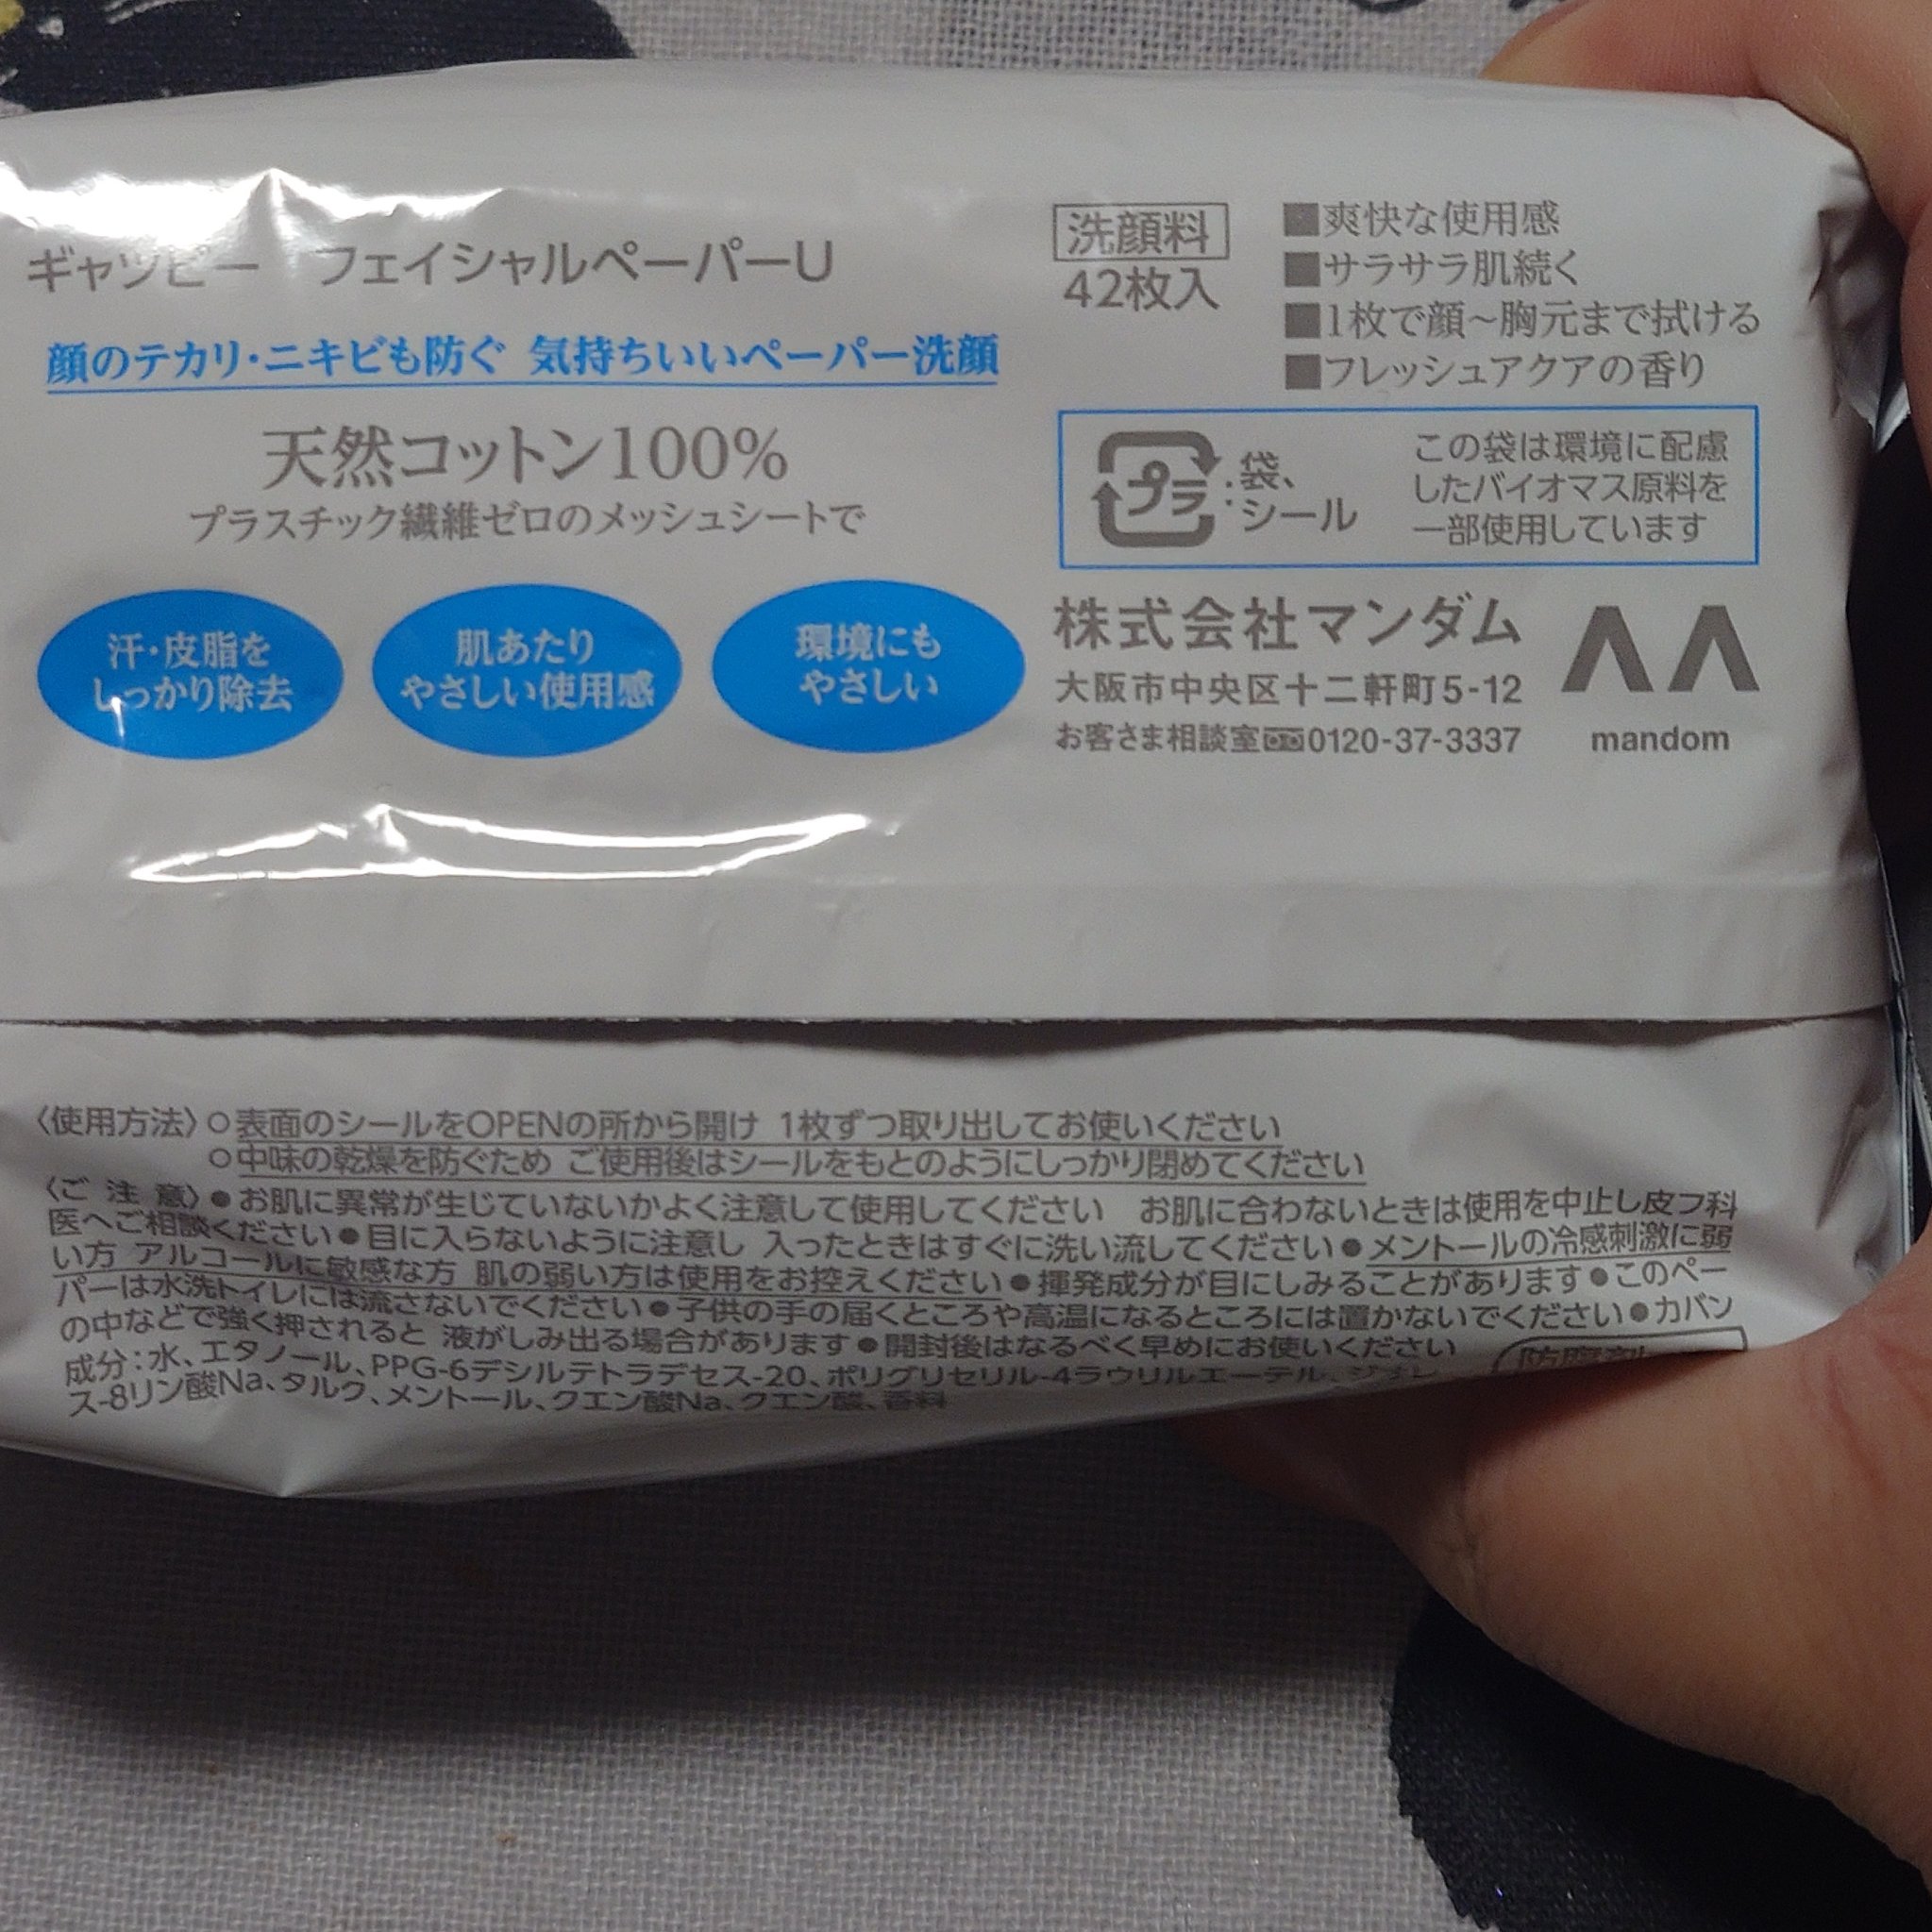 ギャツビー フェイシャルペーパーU
顔のテカリ・ニキビも防ぐ 気持ちいいペーパー洗顔
天然コットン100%
プラスチック繊維ゼロのメッシュシートで
汗・皮脂を
しっかり除去
肌あたり
やさしい使用感
環境にも
やさしい
洗顔料
42枚入
■爽快な使用感
■サラサラ肌続く
■1枚で顔～胸元まで拭ける
■フレッシュアクアの香り
プラ:袋、
シール
この袋は環境に配慮
したバイオマス原料を
一部使用しています
株式会社マンダム
大阪市中央区十二軒町5-12
お客さま相談室0120-37-3337
mandom
〈使用方法〉○表面のシールをOPENの所から開け 1枚ずつ取り出してお使いください
○中味の乾燥を防ぐため ご使用後はシールをもとのようにしっかり閉めてください
〈ご注意〉●お肌に異常が生じていないかよく注意して使用してください お肌に合わないときは使用を中止し皮フ科
医へご相談ください●目に入らないように注意し 入ったときはすぐに洗い流してください●メントールの冷感刺激に弱
い方 アルコールに敏感な方 肌の弱い方は使用をお控えください●揮発成分が目にしみることがあります●このペー
パーは水洗トイレには流さないでください●子供の手の届くところや高温になるところには置かないでください●カバン
の中などで強く押されると 液がしみ出る場合があります●開封後はなるべく早めにお使いください
成分:水、エタノール、PPG-6デシルテトラデセス-20、ポリグリセリル-4ラウリルエーテル、ジオレ
ス-8リン酸Na、タルク、メントール、クエン酸Na、クエン酸、香料
防腐剤